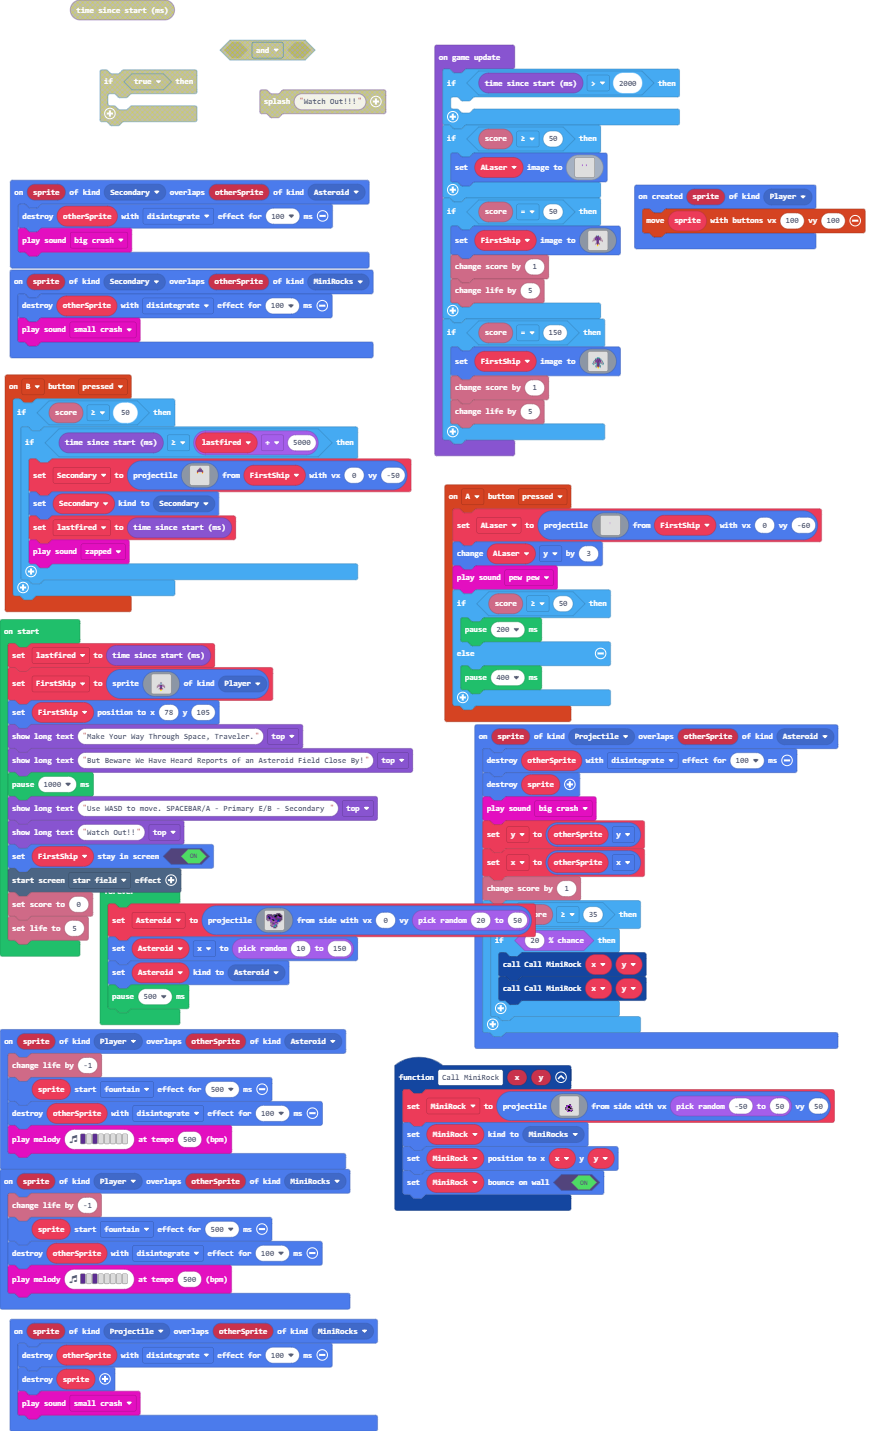 time since start (ms)
and
if true then
splash "Watch Out!!!"
on sprite of kind Secondary overlaps otherSprite of kind Asteroid
destroy otherSprite with disintegrate effect for 100 ms
play sound big crash
on sprite of kind Secondary overlaps otherSprite of kind MiniRocks
destroy otherSprite with disintegrate effect for 100 ms
play sound small crash
on B button pressed
if score ≥ 50 then
if time since start (ms) ≥ lastfired + 5000 then
set Secondary to projectile from FirstShip with vx 0 vy -50
set Secondary kind to Secondary
set lastfired to time since start (ms)
play sound zapped
on start
set lastfired to time since start (ms)
set FirstShip to sprite of kind Player
set FirstShip position to x 78 y 105
show long text "Make Your Way Through Space, Traveler." top
show long text "But Beware We Have Heard Reports of an Asteroid Field Close By!" top
pause 1000 ms
show long text "Use WASD to move. SPACEBAR/A - Primary E/B - Secondary " top
show long text "Watch Out!!" top
set FirstShip stay in screen ON
start screen star field effect
set score to 0
set life to 5
set Asteroid to projectile from side with vx 0 vy pick random 20 to 50
set Asteroid x to pick random 10 to 150
set Asteroid kind to Asteroid
pause 500 ms
on sprite of kind Player overlaps otherSprite of kind Asteroid
change life by -1
sprite start fountain effect for 500 ms
destroy otherSprite with disintegrate effect for 100 ms
play melody at tempo 500 (bpm)
on sprite of kind Player overlaps otherSprite of kind MiniRocks
change life by -1
sprite start fountain effect for 500 ms
destroy otherSprite with disintegrate effect for 100 ms
play melody at tempo 500 (bpm)
on sprite of kind Projectile overlaps otherSprite of kind MiniRocks
destroy otherSprite with disintegrate effect for 100 ms
destroy sprite
play sound small crash
on game update
if time since start (ms) > 2000 then
if score ≥ 50 then
set ALaser image to
if score = 50 then
set FirstShip image to
change score by 1
change life by 5
if score = 150 then
set FirstShip image to
change score by 1
change life by 5
on created sprite of kind Player
move sprite with buttons vx 100 vy 100
on A button pressed
set ALaser to projectile from FirstShip with vx 0 vy -60
change ALaser y by 3
play sound pew pew
if score ≥ 50 then
pause 200 ms
else
pause 400 ms
on sprite of kind Projectile overlaps otherSprite of kind Asteroid
destroy otherSprite with disintegrate effect for 100 ms
destroy sprite
play sound big crash
set y to otherSprite y
set x to otherSprite x
change score by 1
≥ 35 then
if 20 % chance then
call Call MiniRock x y
call Call MiniRock x y
function Call MiniRock x y
set MiniRock to projectile from side with vx pick random -50 to 50 vy 50
set MiniRock kind to MiniRocks
set MiniRock position to x x y y
set MiniRock bounce on wall ON